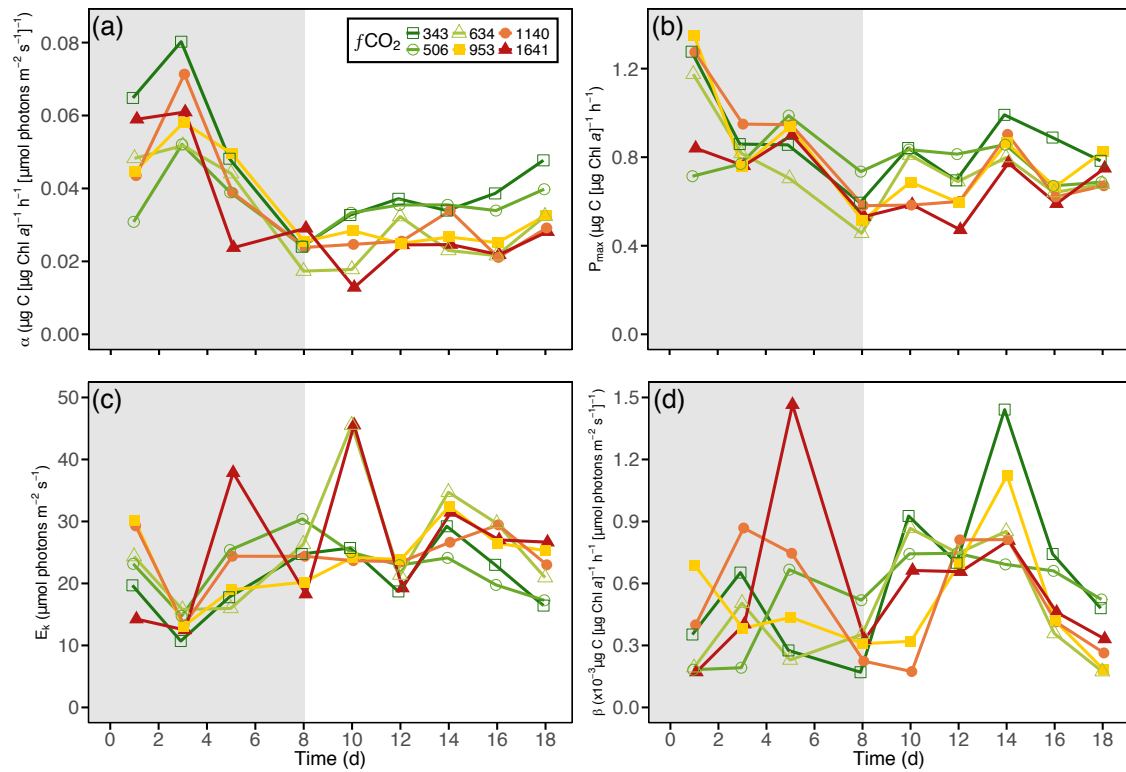 (a)
fCO₂ 343 634 1140
506 953 1641
α (μg C [μg Chl a]⁻¹ h⁻¹ [μmol photons m⁻² s⁻¹]⁻¹)
0.08
0.06
0.04
0.02
0.00
(b)
Pmax (μg C [μg Chl a]⁻¹ h⁻¹)
1.2
0.8
0.4
0.0
(c)
Eₖ (μmol photons m⁻² s⁻¹)
50
40
30
20
10
0
0 2 4 6 8 10 12 14 16 18
Time (d)
(d)
β (x10⁻³μg C [μg Chl a]⁻¹ h⁻¹ [μmol photons m⁻² s⁻¹]⁻¹)
1.5
1.2
0.9
0.6
0.3
0.0
0 2 4 6 8 10 12 14 16 18
Time (d)